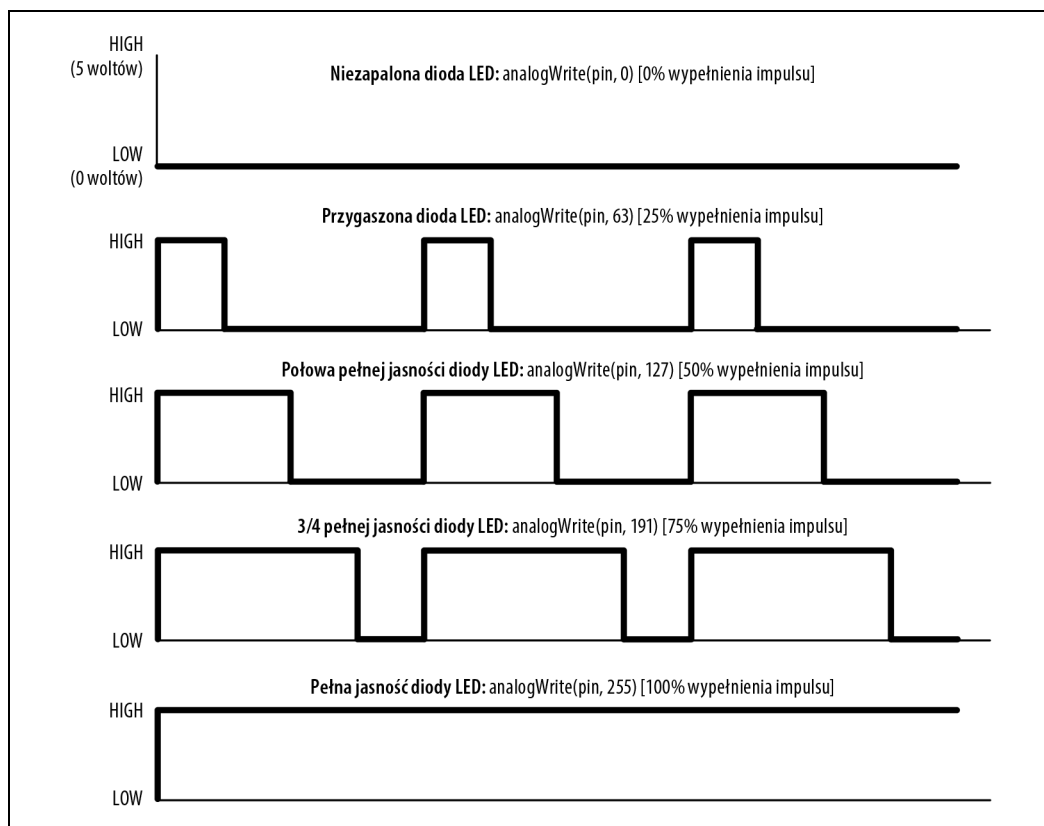 HIGH
(5 woltów)
Niezapalona dioda LED: analogWrite(pin, 0) [0% wypełnienia impulsu]
LOW
(0 woltów)
Przygaszona dioda LED: analogWrite(pin, 63) [25% wypełnienia impulsu]
HIGH
LOW
Połowa pełnej jasności diody LED: analogWrite(pin, 127) [50% wypełnienia impulsu]
HIGH
LOW
3/4 pełnej jasności diody LED: analogWrite(pin, 191) [75% wypełnienia impulsu]
HIGH
LOW
Pełna jasność diody LED: analogWrite(pin, 255) [100% wypełnienia impulsu]
HIGH
LOW